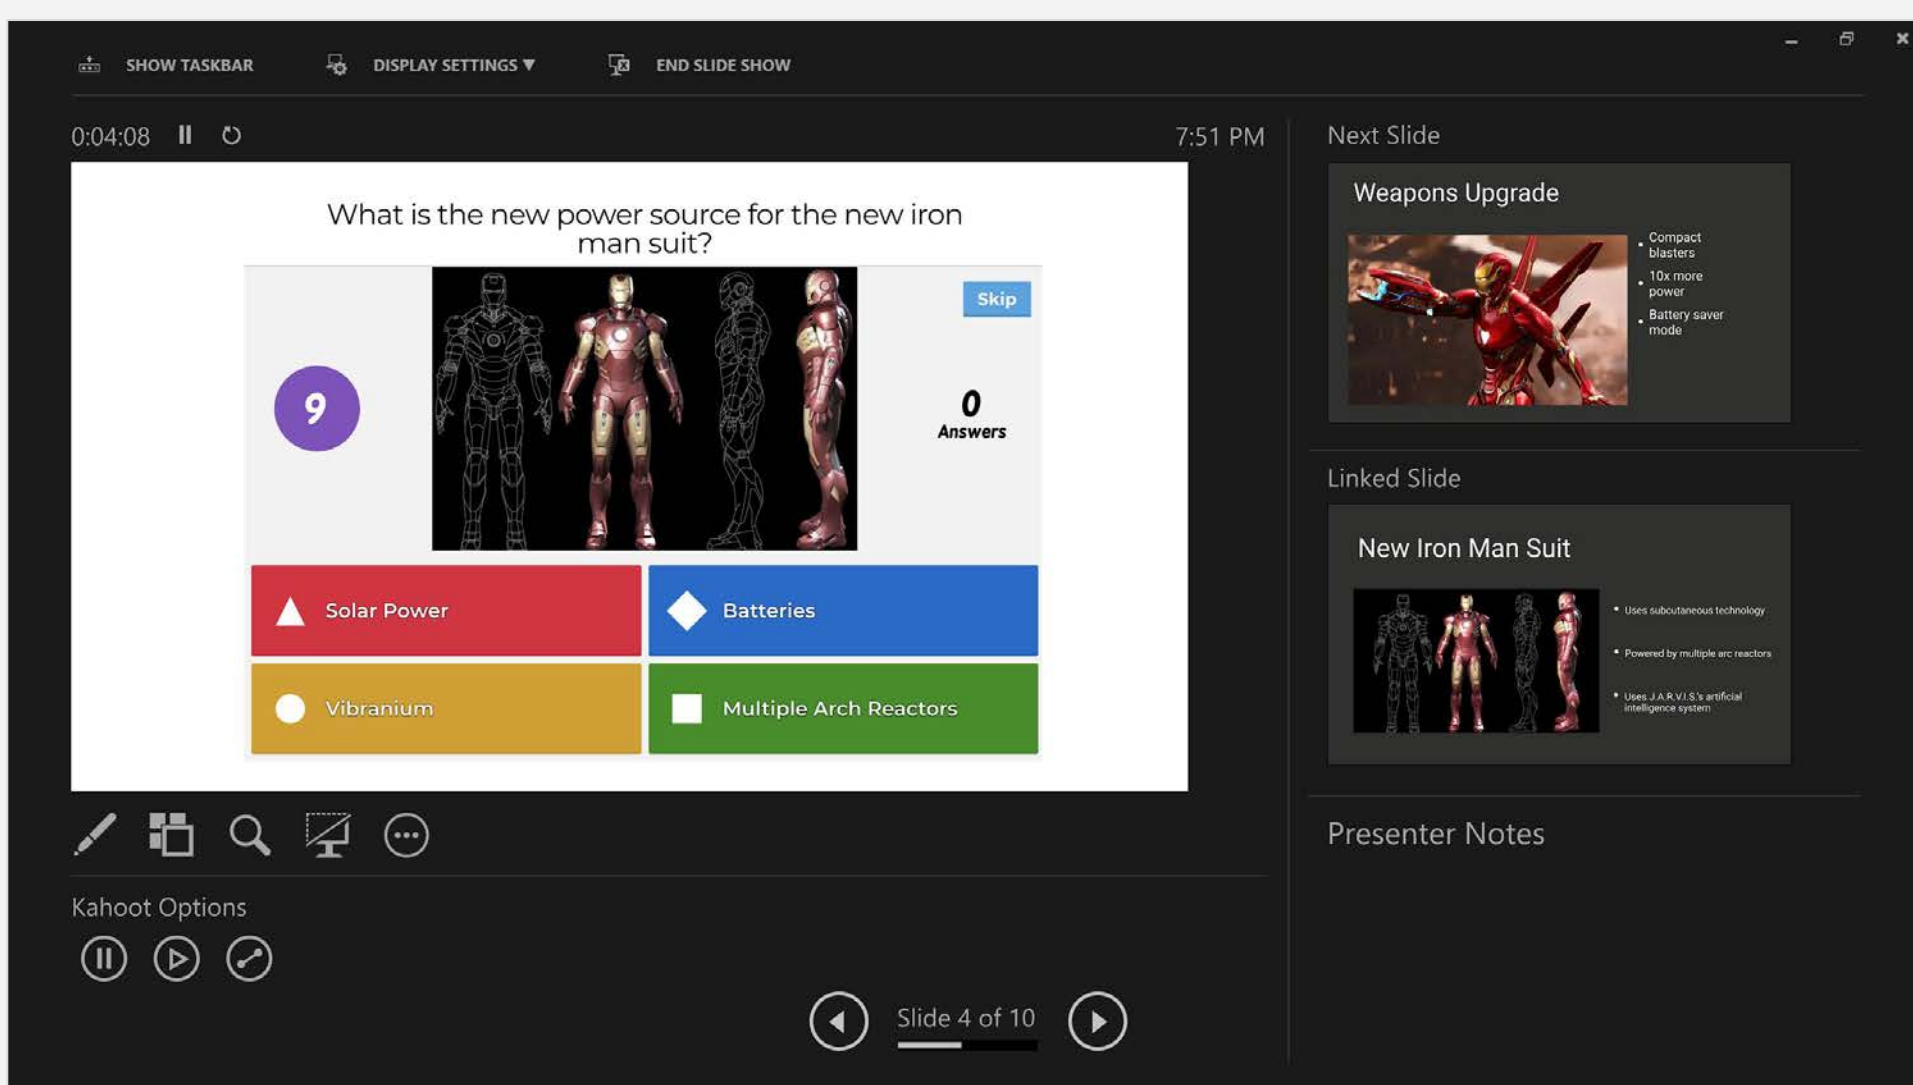 SHOW TASKBAR
DISPLAY SETTINGS ▼
END SLIDE SHOW
0:04:08
7:51 PM
What is the new power source for the new iron
man suit?
Skip
9
0
Answers
Solar Power
Batteries
Vibranium
Multiple Arch Reactors
Kahoot Options
Slide 4 of 10
Next Slide
Weapons Upgrade
• Compact
blasters
• 10x more
power
• Battery saver
mode
Linked Slide
New Iron Man Suit
• Uses subcutaneous technology
• Powered by multiple arc reactors
• Uses J.A.R.V.I.S.'s artificial
intelligence system
Presenter Notes